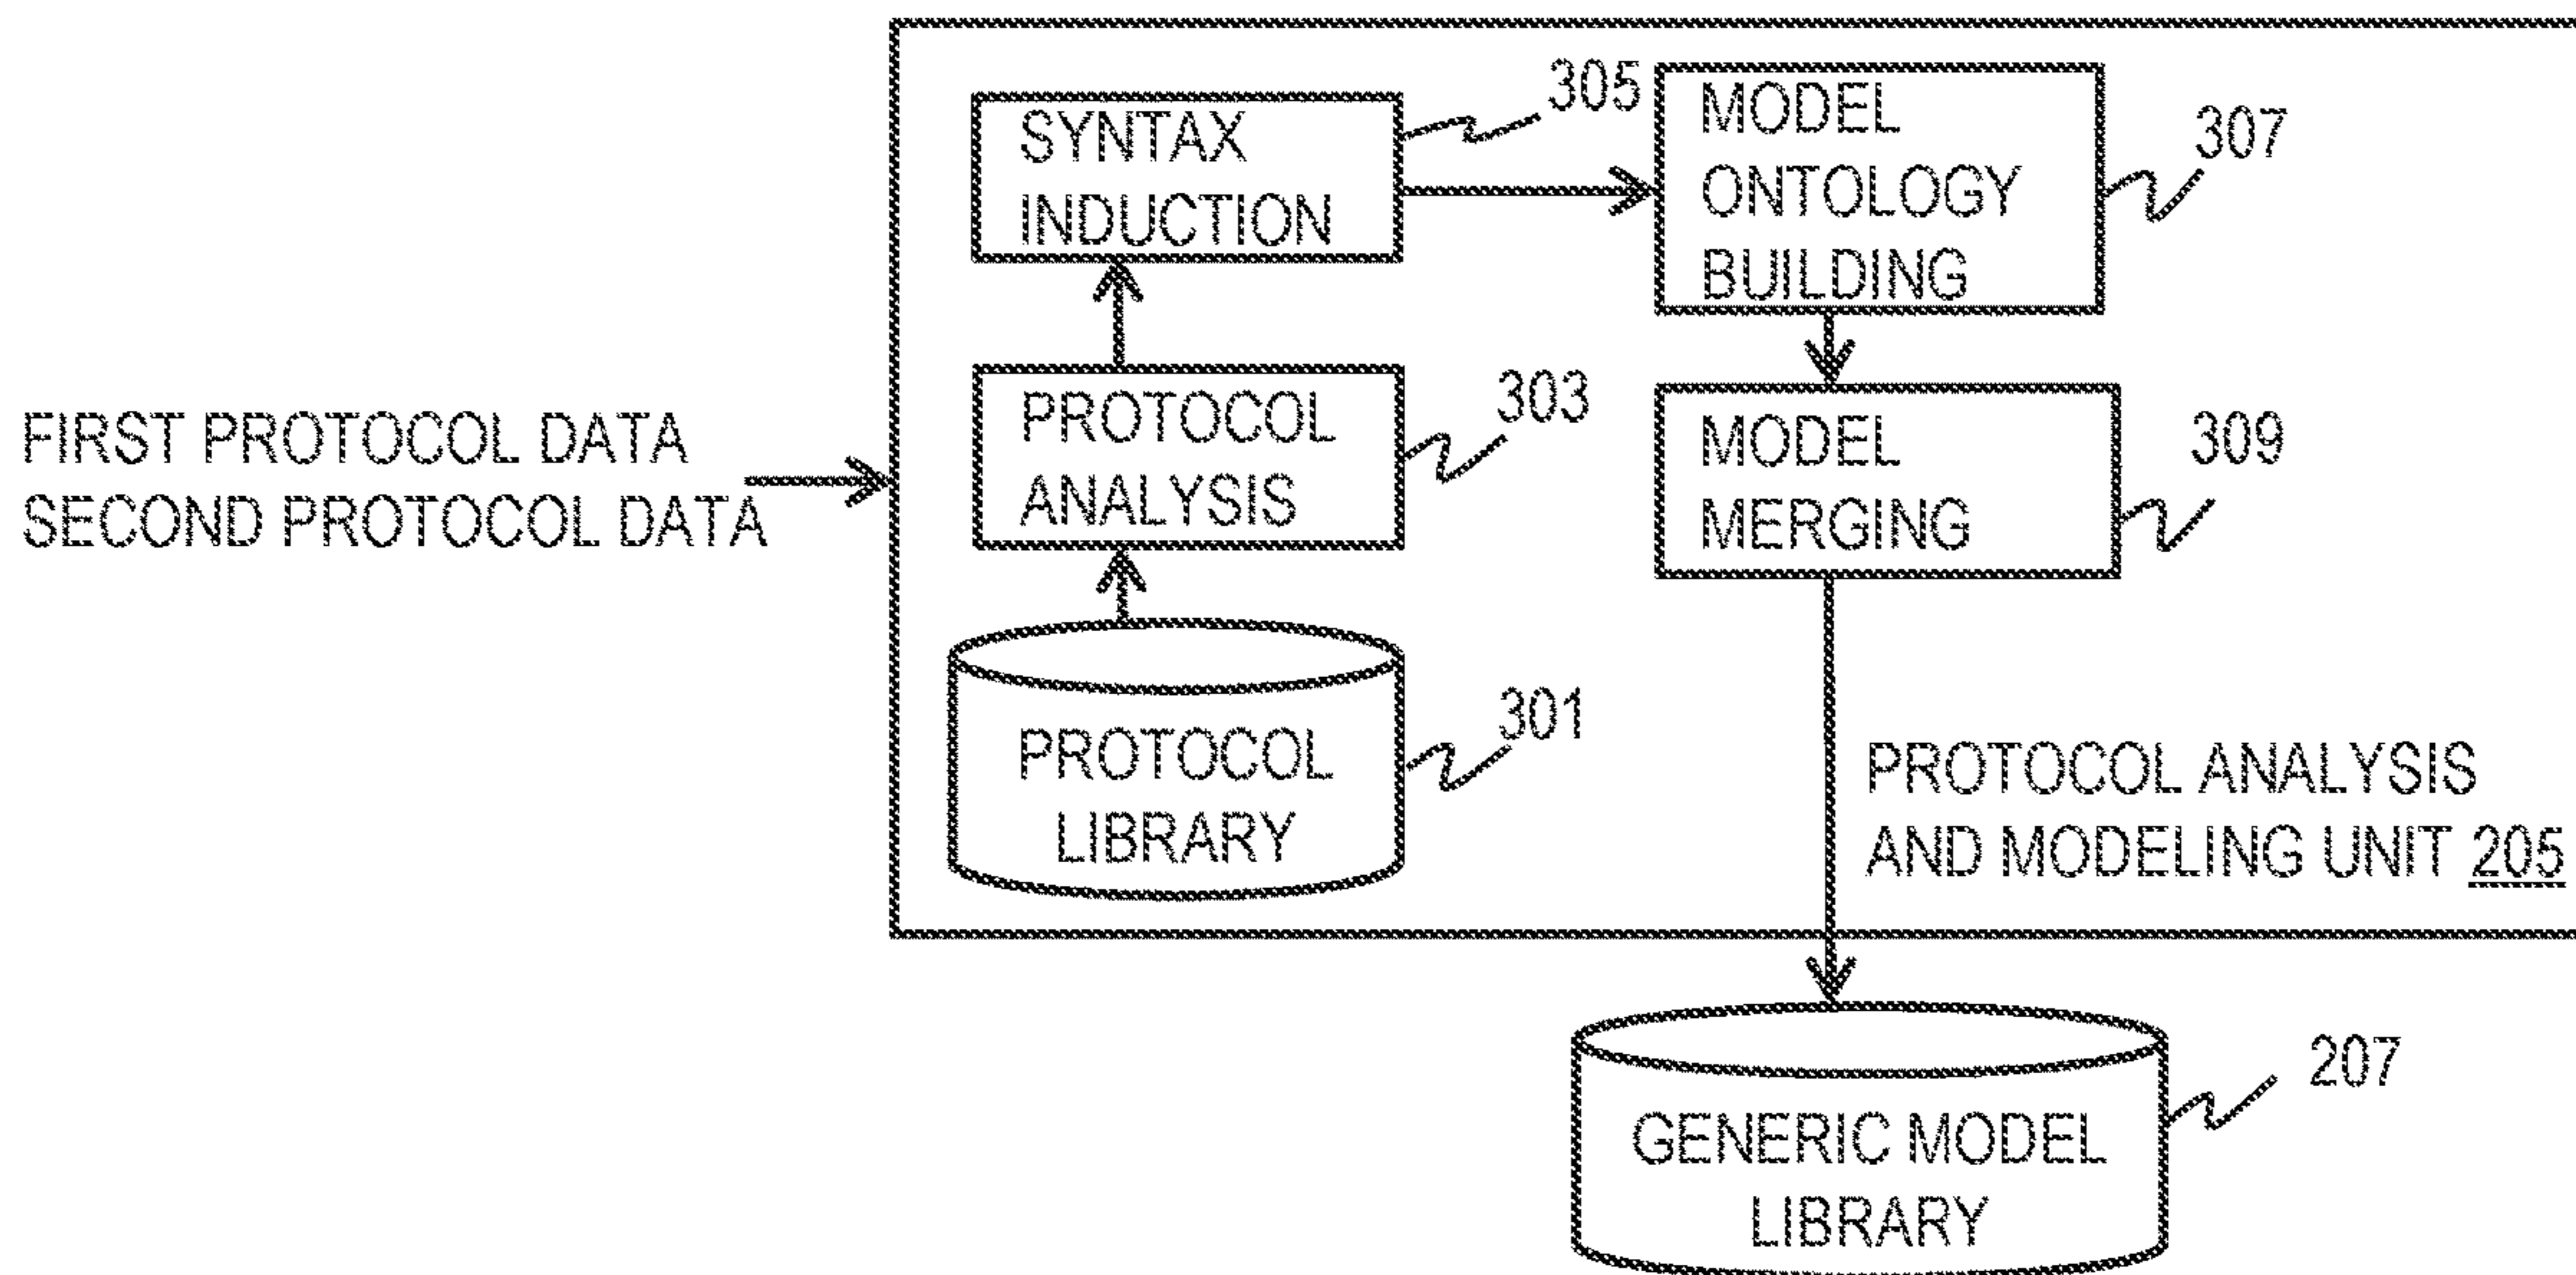 FIRST PROTOCOL DATA
SECOND PROTOCOL DATA
SYNTAX
INDUCTION
305
PROTOCOL
ANALYSIS
303
PROTOCOL
LIBRARY
301
MODEL
ONTOLOGY
BUILDING
307
MODEL
MERGING
309
PROTOCOL ANALYSIS
AND MODELING UNIT 205
GENERIC MODEL
LIBRARY
207